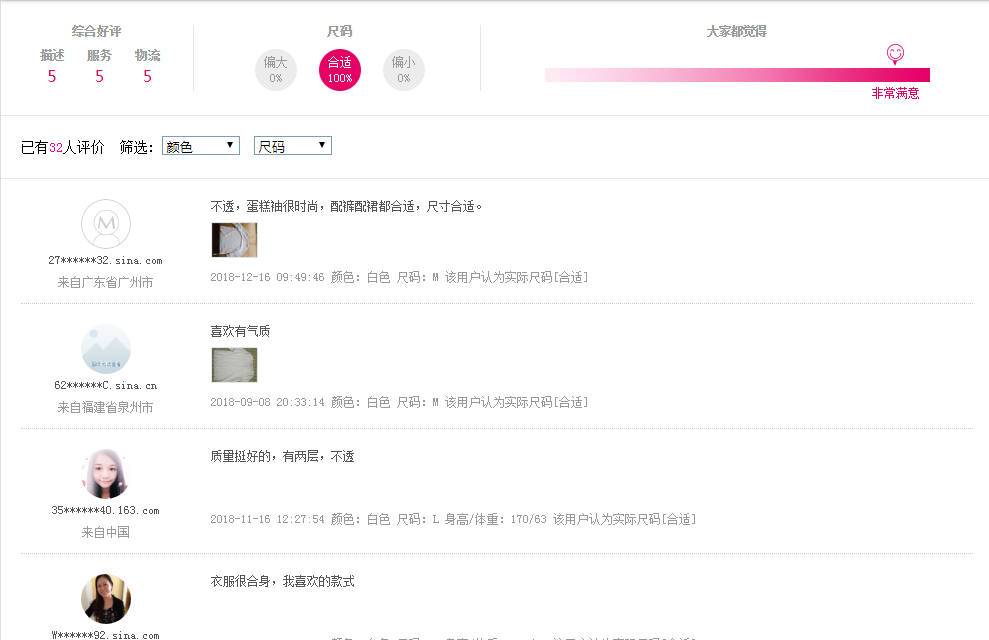 综合好评
描述 服务 物流
5 5 5
尺码
偏大 0%
合适 100%
偏小 0%
大家都觉得
非常满意
已有32人评价 筛选： 颜色 尺码
M
27******32.sina.com
来自广东省广州市
不透，蛋糕袖很时尚，配裤配裙都合适，尺寸合适。
2018-12-16 09:49:46 颜色：白色 尺码：M 该用户认为实际尺码[合适]
62******C.sina.cn
来自福建省泉州市
喜欢有气质
2018-09-08 20:33:14 颜色：白色 尺码：M 该用户认为实际尺码[合适]
35******40.163.com
来自中国
质里挺好的，有两层，不透
2018-11-16 12:27:54 颜色：白色 尺码：L 身高/体重：170/63 该用户认为实际尺码[合适]
W******92.sina.com
衣服很合身，我喜欢的款式